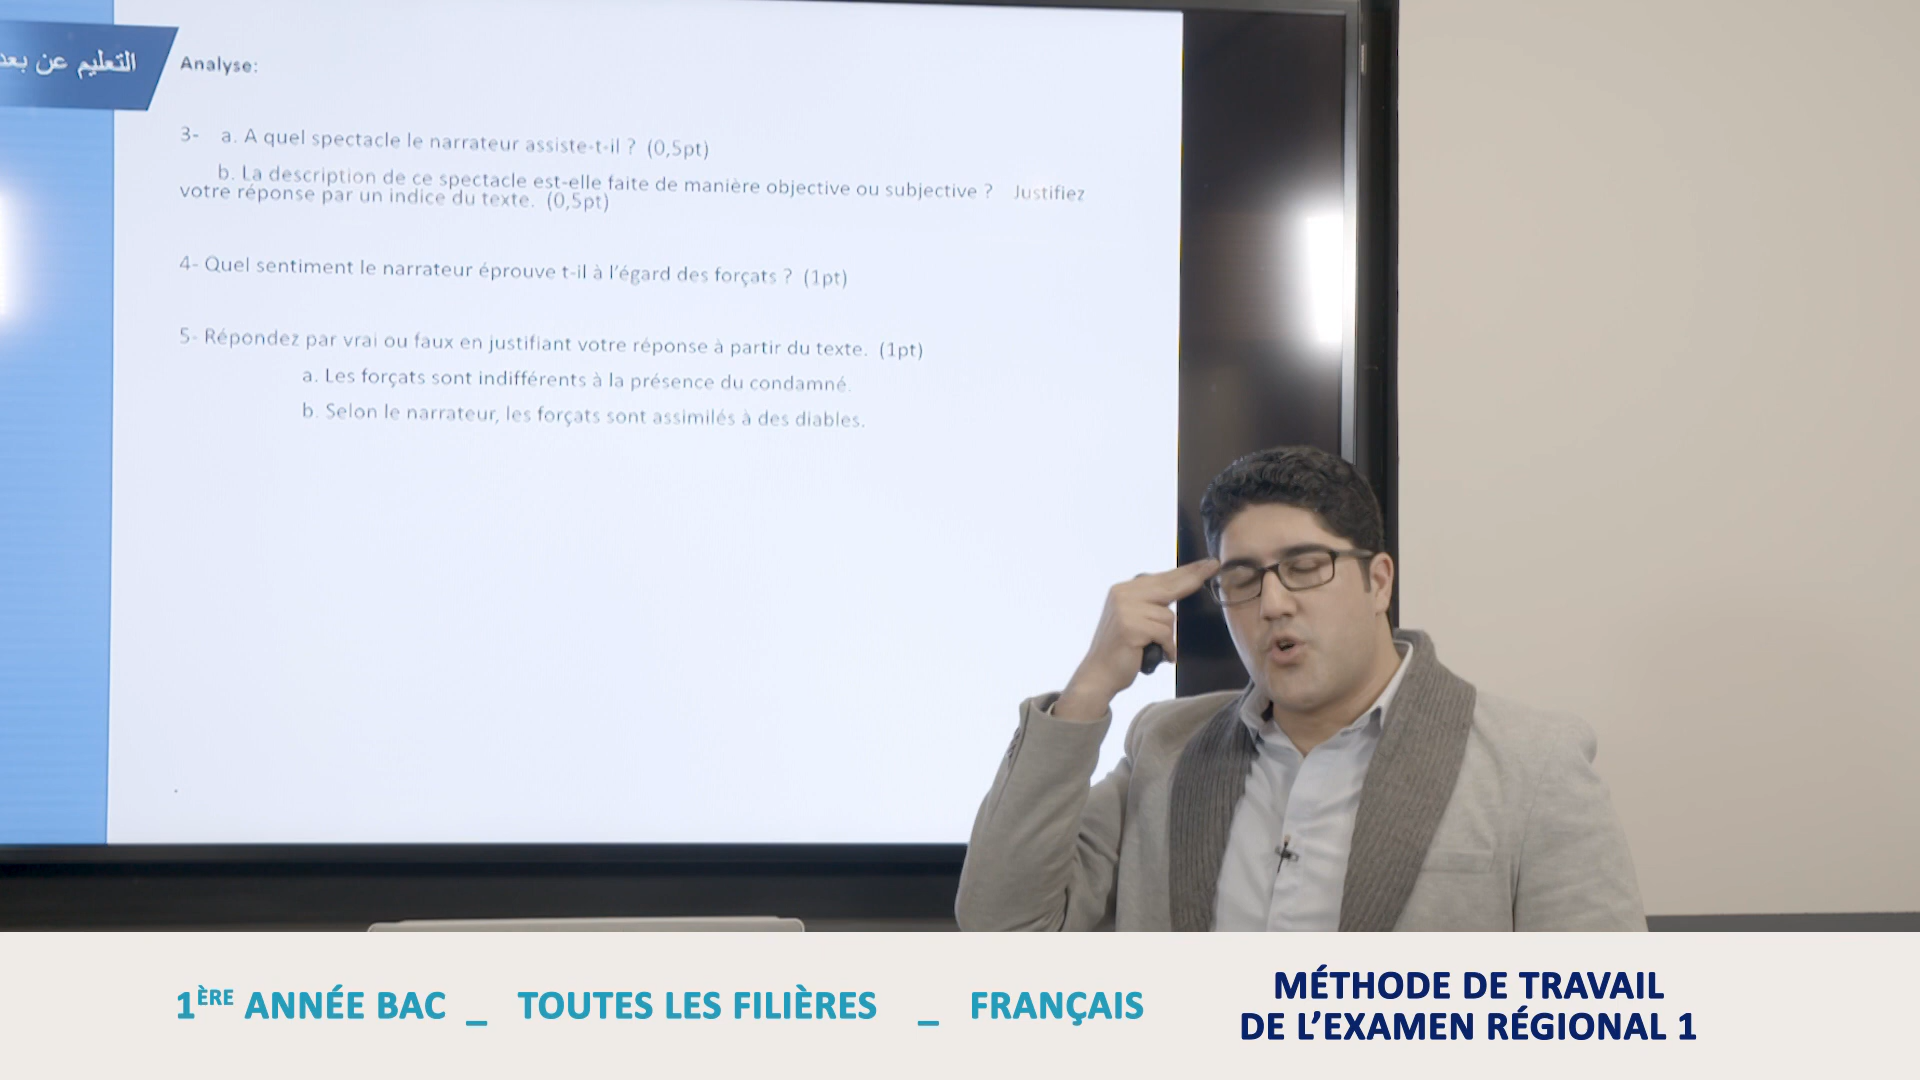 التعليم عن بعد
Analyse:
3- a. A quel spectacle le narrateur assiste-t-il ? (0,5pt)
b. La description de ce spectacle est-elle faite de manière objective ou subjective ? Justifiez
votre réponse par un indice du texte. (0,5pt)
4- Quel sentiment le narrateur éprouve t-il à l'égard des forçats ? (1pt)
5- Répondez par vrai ou faux en justifiant votre réponse à partir du texte. (1pt)
a. Les forçats sont indifférents à la présence du condamné.
b. Selon le narrateur, les forçats sont assimilés à des diables.
1ÈRE ANNÉE BAC _ TOUTES LES FILIÈRES _ FRANÇAIS
MÉTHODE DE TRAVAIL
DE L'EXAMEN RÉGIONAL 1